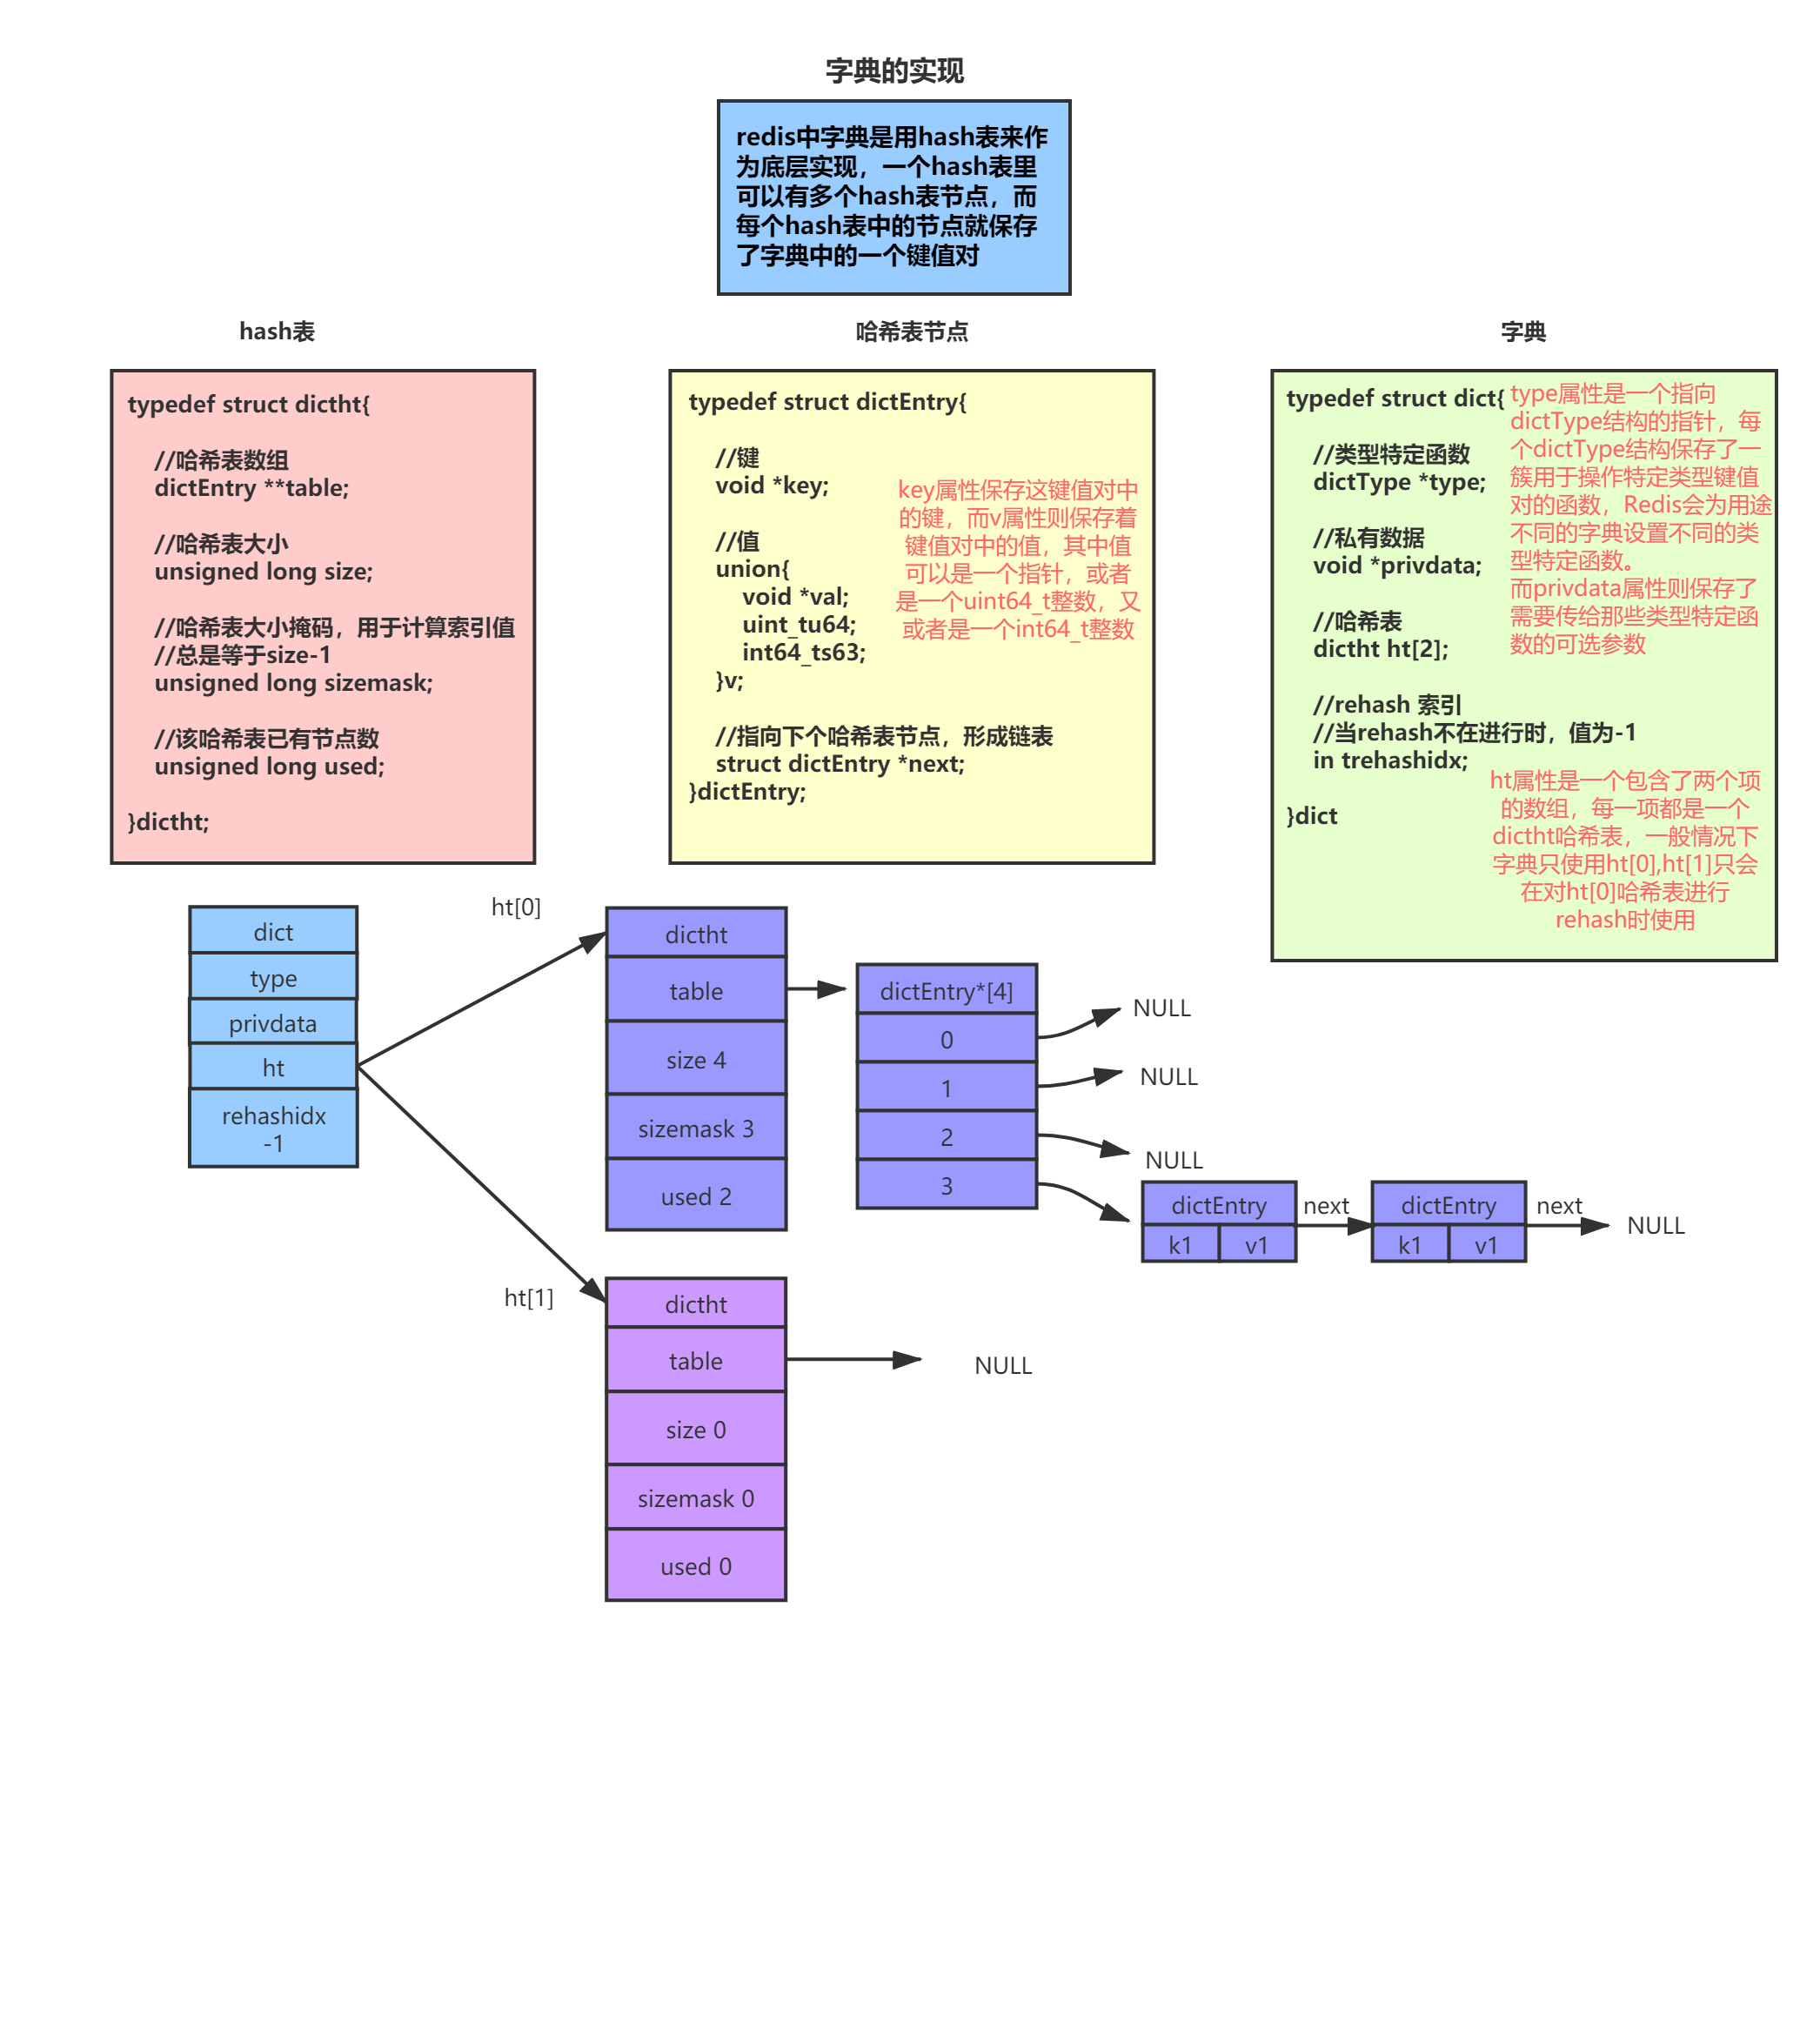 字典的实现
redis中字典是用hash表来作
为底层实现，一个hash表里
可以有多个hash表节点，而
每个hash表中的节点就保存
了字典中的一个键值对
hash表
typedef struct dictht{
//哈希表数组
dictEntry **table;
//哈希表大小
unsigned long size;
//哈希表大小掩码，用于计算索引值
//总是等于size-1
unsigned long sizemask;
//该哈希表已有节点数
unsigned long used;
}dictht;
哈希表节点
typedef struct dictEntry{
//键
void *key;
//值
union{
void *val;
uint_tu64;
int64_ts63;
}v;
//指向下个哈希表节点，形成链表
struct dictEntry *next;
}dictEntry;
key属性保存这键值对中
的键，而v属性则保存着
键值对中的值，其中值
可以是一个指针，或者
是一个uint64_t整数，又
或者是一个int64_t整数
字典
typedef struct dict{
//类型特定函数
dictType *type;
//私有数据
void *privdata;
//哈希表
dictht ht[2];
//rehash 索引
//当rehash不在进行时，值为-1
in trehashidx;
}dict
type属性是一个指向
dictType结构的指针，每
个dictType结构保存了一
簇用于操作特定类型键值
对的函数，Redis会为用途
不同的字典设置不同的类
型特定函数。
而privdata属性则保存了
需要传给那些类型特定函
数的可选参数
ht属性是一个包含了两个项
的数组，每一项都是一个
dictht哈希表，一般情况下
字典只使用ht[0],ht[1]只会
在对ht[0]哈希表进行
rehash时使用
dict
type
privdata
ht
rehashidx
-1
ht[0]
dictht
table
size 4
sizemask 3
used 2
dictEntry*[4]
0
1
2
3
NULL
NULL
NULL
dictEntry
k1
v1
next
dictEntry
k1
v1
next
NULL
ht[1]
dictht
table
size 0
sizemask 0
used 0
NULL